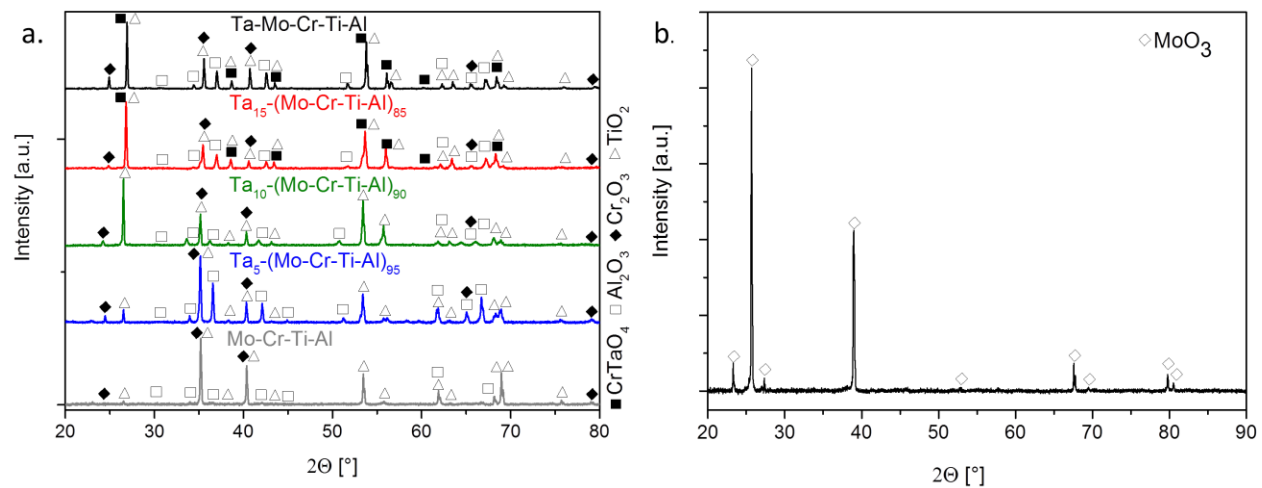 a.
Intensity [a.u.]
Ta-Mo-Cr-Ti-Al
Ta₁₅-(Mo-Cr-Ti-Al)₈₅
Ta₁₀-(Mo-Cr-Ti-Al)₉₀
Ta₅-(Mo-Cr-Ti-Al)₉₅
Mo-Cr-Ti-Al
20 30 40 50 60 70 80
2Θ [°]
■ CrTaO₄ □ Al₂O₃ ◆ Cr₂O₃ △ TiO₂
b.
Intensity [a.u.]
◇ MoO₃
20 30 40 50 60 70 80 90
2Θ [°]